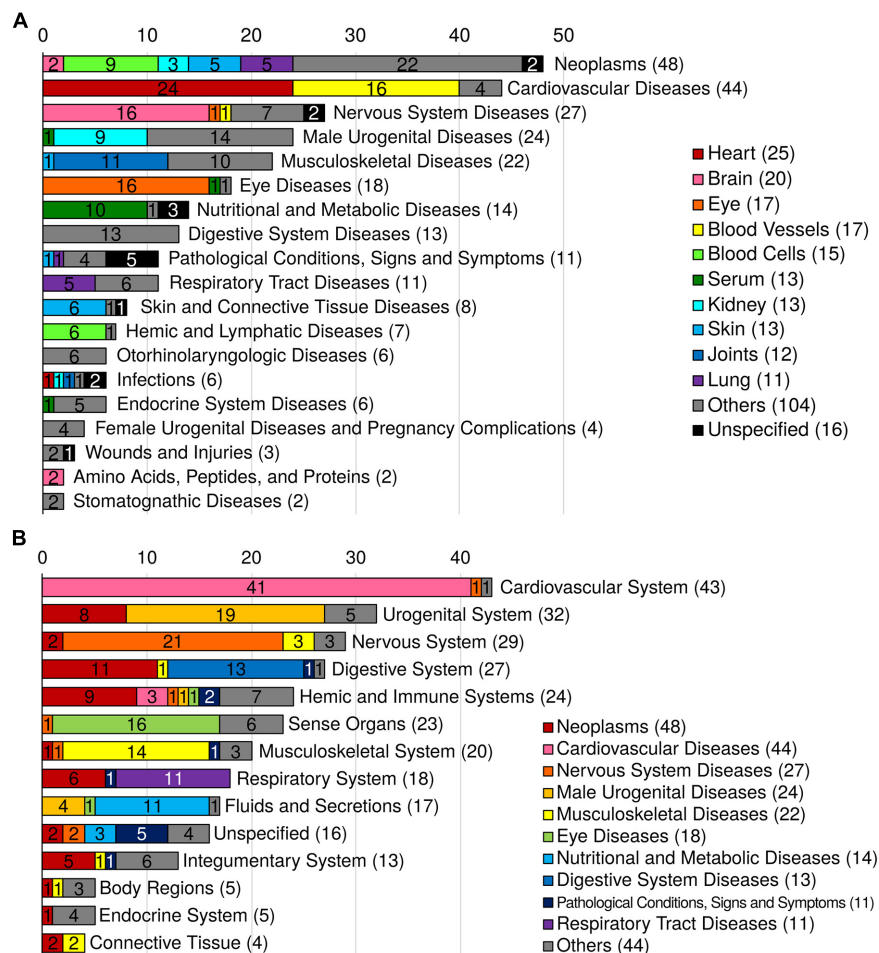 A
0 10 20 30 40 50
2 9 3 5 5 22 2 Neoplasms (48)
24 16 4 Cardiovascular Diseases (44)
16 1 1 7 2 Nervous System Diseases (27)
1 9 14 Male Urogenital Diseases (24)
1 11 10 Musculoskeletal Diseases (22)
16 1 1 Eye Diseases (18)
10 1 3 Nutritional and Metabolic Diseases (14)
13 Digestive System Diseases (13)
1 1 4 5 Pathological Conditions, Signs and Symptoms (11)
5 6 Respiratory Tract Diseases (11)
6 1 1 Skin and Connective Tissue Diseases (8)
6 1 Hemic and Lymphatic Diseases (7)
6 Otorhinolaryngologic Diseases (6)
1 1 1 1 2 Infections (6)
1 5 Endocrine System Diseases (6)
4 Female Urogenital Diseases and Pregnancy Complications (4)
2 1 Wounds and Injuries (3)
2 Amino Acids, Peptides, and Proteins (2)
2 Stomatognathic Diseases (2)
Heart (25)
Brain (20)
Eye (17)
Blood Vessels (17)
Blood Cells (15)
Serum (13)
Kidney (13)
Skin (13)
Joints (12)
Lung (11)
Others (104)
Unspecified (16)
B
0 10 20 30 40
41 1 1 Cardiovascular System (43)
8 19 5 Urogenital System (32)
2 21 3 3 Nervous System (29)
11 1 13 1 1 Digestive System (27)
9 3 1 1 1 2 7 Hemic and Immune Systems (24)
1 16 6 Sense Organs (23)
1 1 14 1 3 Musculoskeletal System (20)
6 1 11 Respiratory System (18)
4 1 11 1 Fluids and Secretions (17)
2 2 3 5 4 Unspecified (16)
5 1 1 6 Integumentary System (13)
1 1 3 Body Regions (5)
1 4 Endocrine System (5)
2 2 Connective Tissue (4)
Neoplasms (48)
Cardiovascular Diseases (44)
Nervous System Diseases (27)
Male Urogenital Diseases (24)
Musculoskeletal Diseases (22)
Eye Diseases (18)
Nutritional and Metabolic Diseases (14)
Digestive System Diseases (13)
Pathological Conditions, Signs and Symptoms (11)
Respiratory Tract Diseases (11)
Others (44)